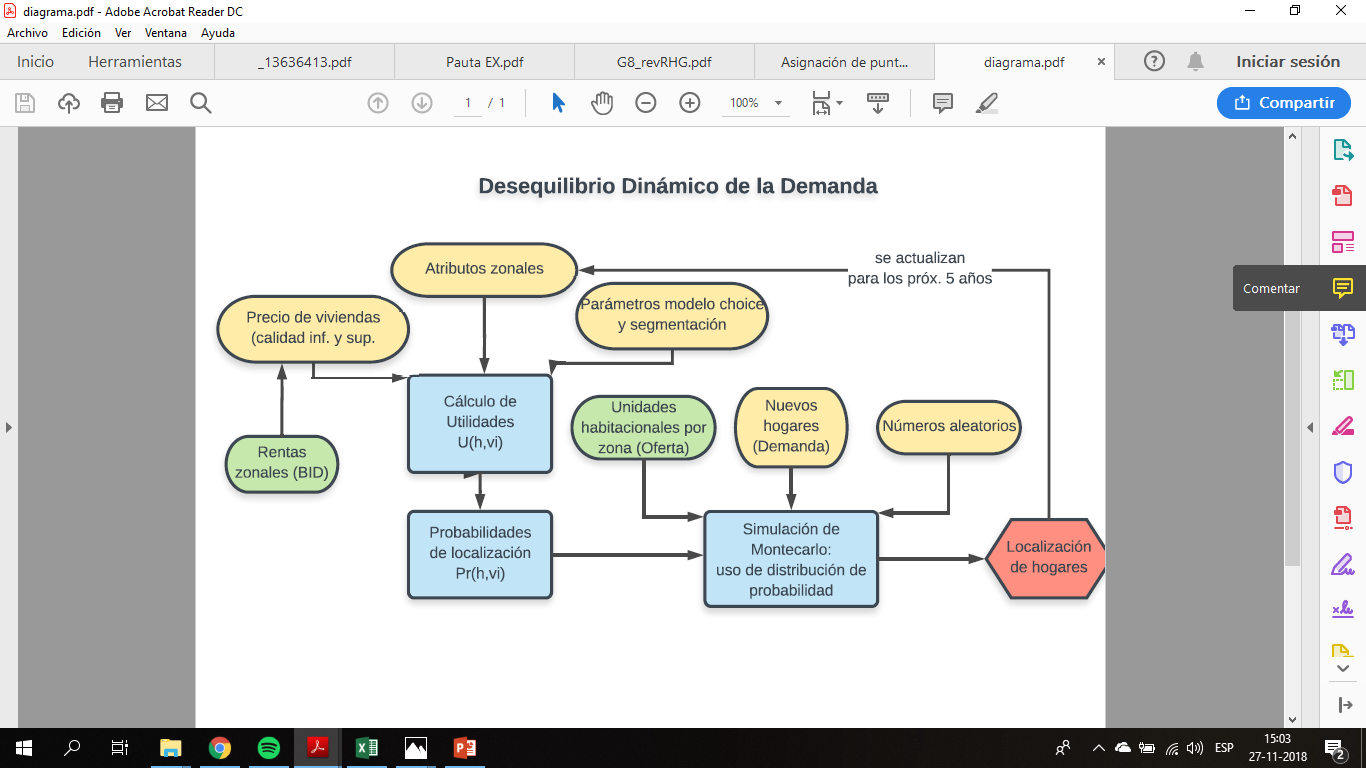 diagrama.pdf - Adobe Acrobat Reader DC
Archivo Edición Ver Ventana Ayuda
Inicio Herramientas _13636413.pdf Pauta EX.pdf G8_revRHG.pdf Asignación de punt... diagrama.pdf × Iniciar sesión
1 / 1 100% Compartir
Desequilibrio Dinámico de la Demanda
Atributos zonales
se actualizan
para los próx. 5 años
Precio de viviendas
(calidad inf. y sup.
Parámetros modelo choice
y segmentación
Comentar
Cálculo de
Utilidades
U(h,vi)
Unidades
habitacionales por
zona (Oferta)
Nuevos
hogares
(Demanda)
Números aleatorios
Rentas
zonales (BID)
Probabilidades
de localización
Pr(h,vi)
Simulación de
Montecarlo:
uso de distribución de
probabilidad
Localización
de hogares
ESP
15:03
27-11-2018
2